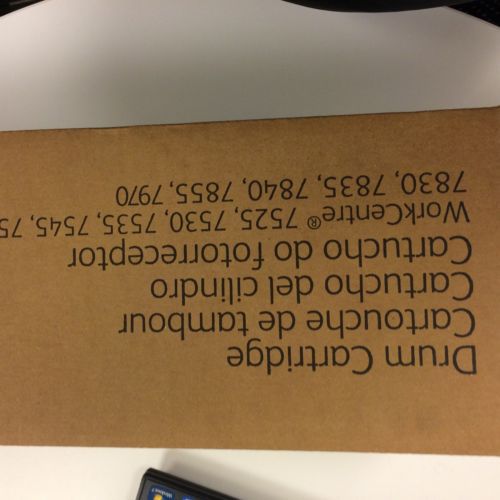 Drum Cartridge
Cartouche de tambour
Cartucho del cilindro
Cartucho do fotorreceptor
WorkCentre® 7525, 7530, 7535, 7545,
7830, 7835, 7840, 7855, 7970